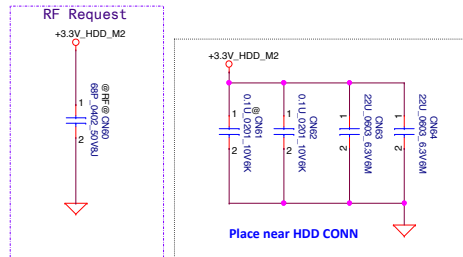 RF Request
+3.3V_HDD_M2
1
2
@RF@ CN60
68P_0402_50V8J
+3.3V_HDD_M2
1
2
@ CN61
0.1U_0201_10V6K
1
2
CN62
0.1U_0201_10V6K
1
2
CN63
22U_0603_6.3V6M
1
2
CN64
22U_0603_6.3V6M
Place near HDD CONN